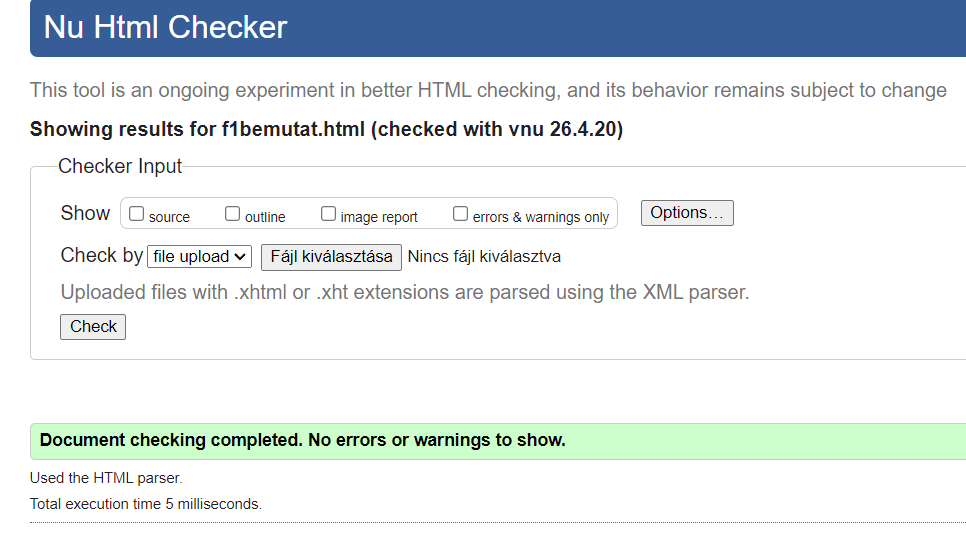 Nu Html Checker
This tool is an ongoing experiment in better HTML checking, and its behavior remains subject to change
Showing results for f1bemutat.html (checked with vnu 26.4.20)
Checker Input
Show source outline image report errors & warnings only Options...
Check by file upload Fájl kiválasztása Nincs fájl kiválasztva
Uploaded files with .xhtml or .xht extensions are parsed using the XML parser.
Check
Document checking completed. No errors or warnings to show.
Used the HTML parser.
Total execution time 5 milliseconds.